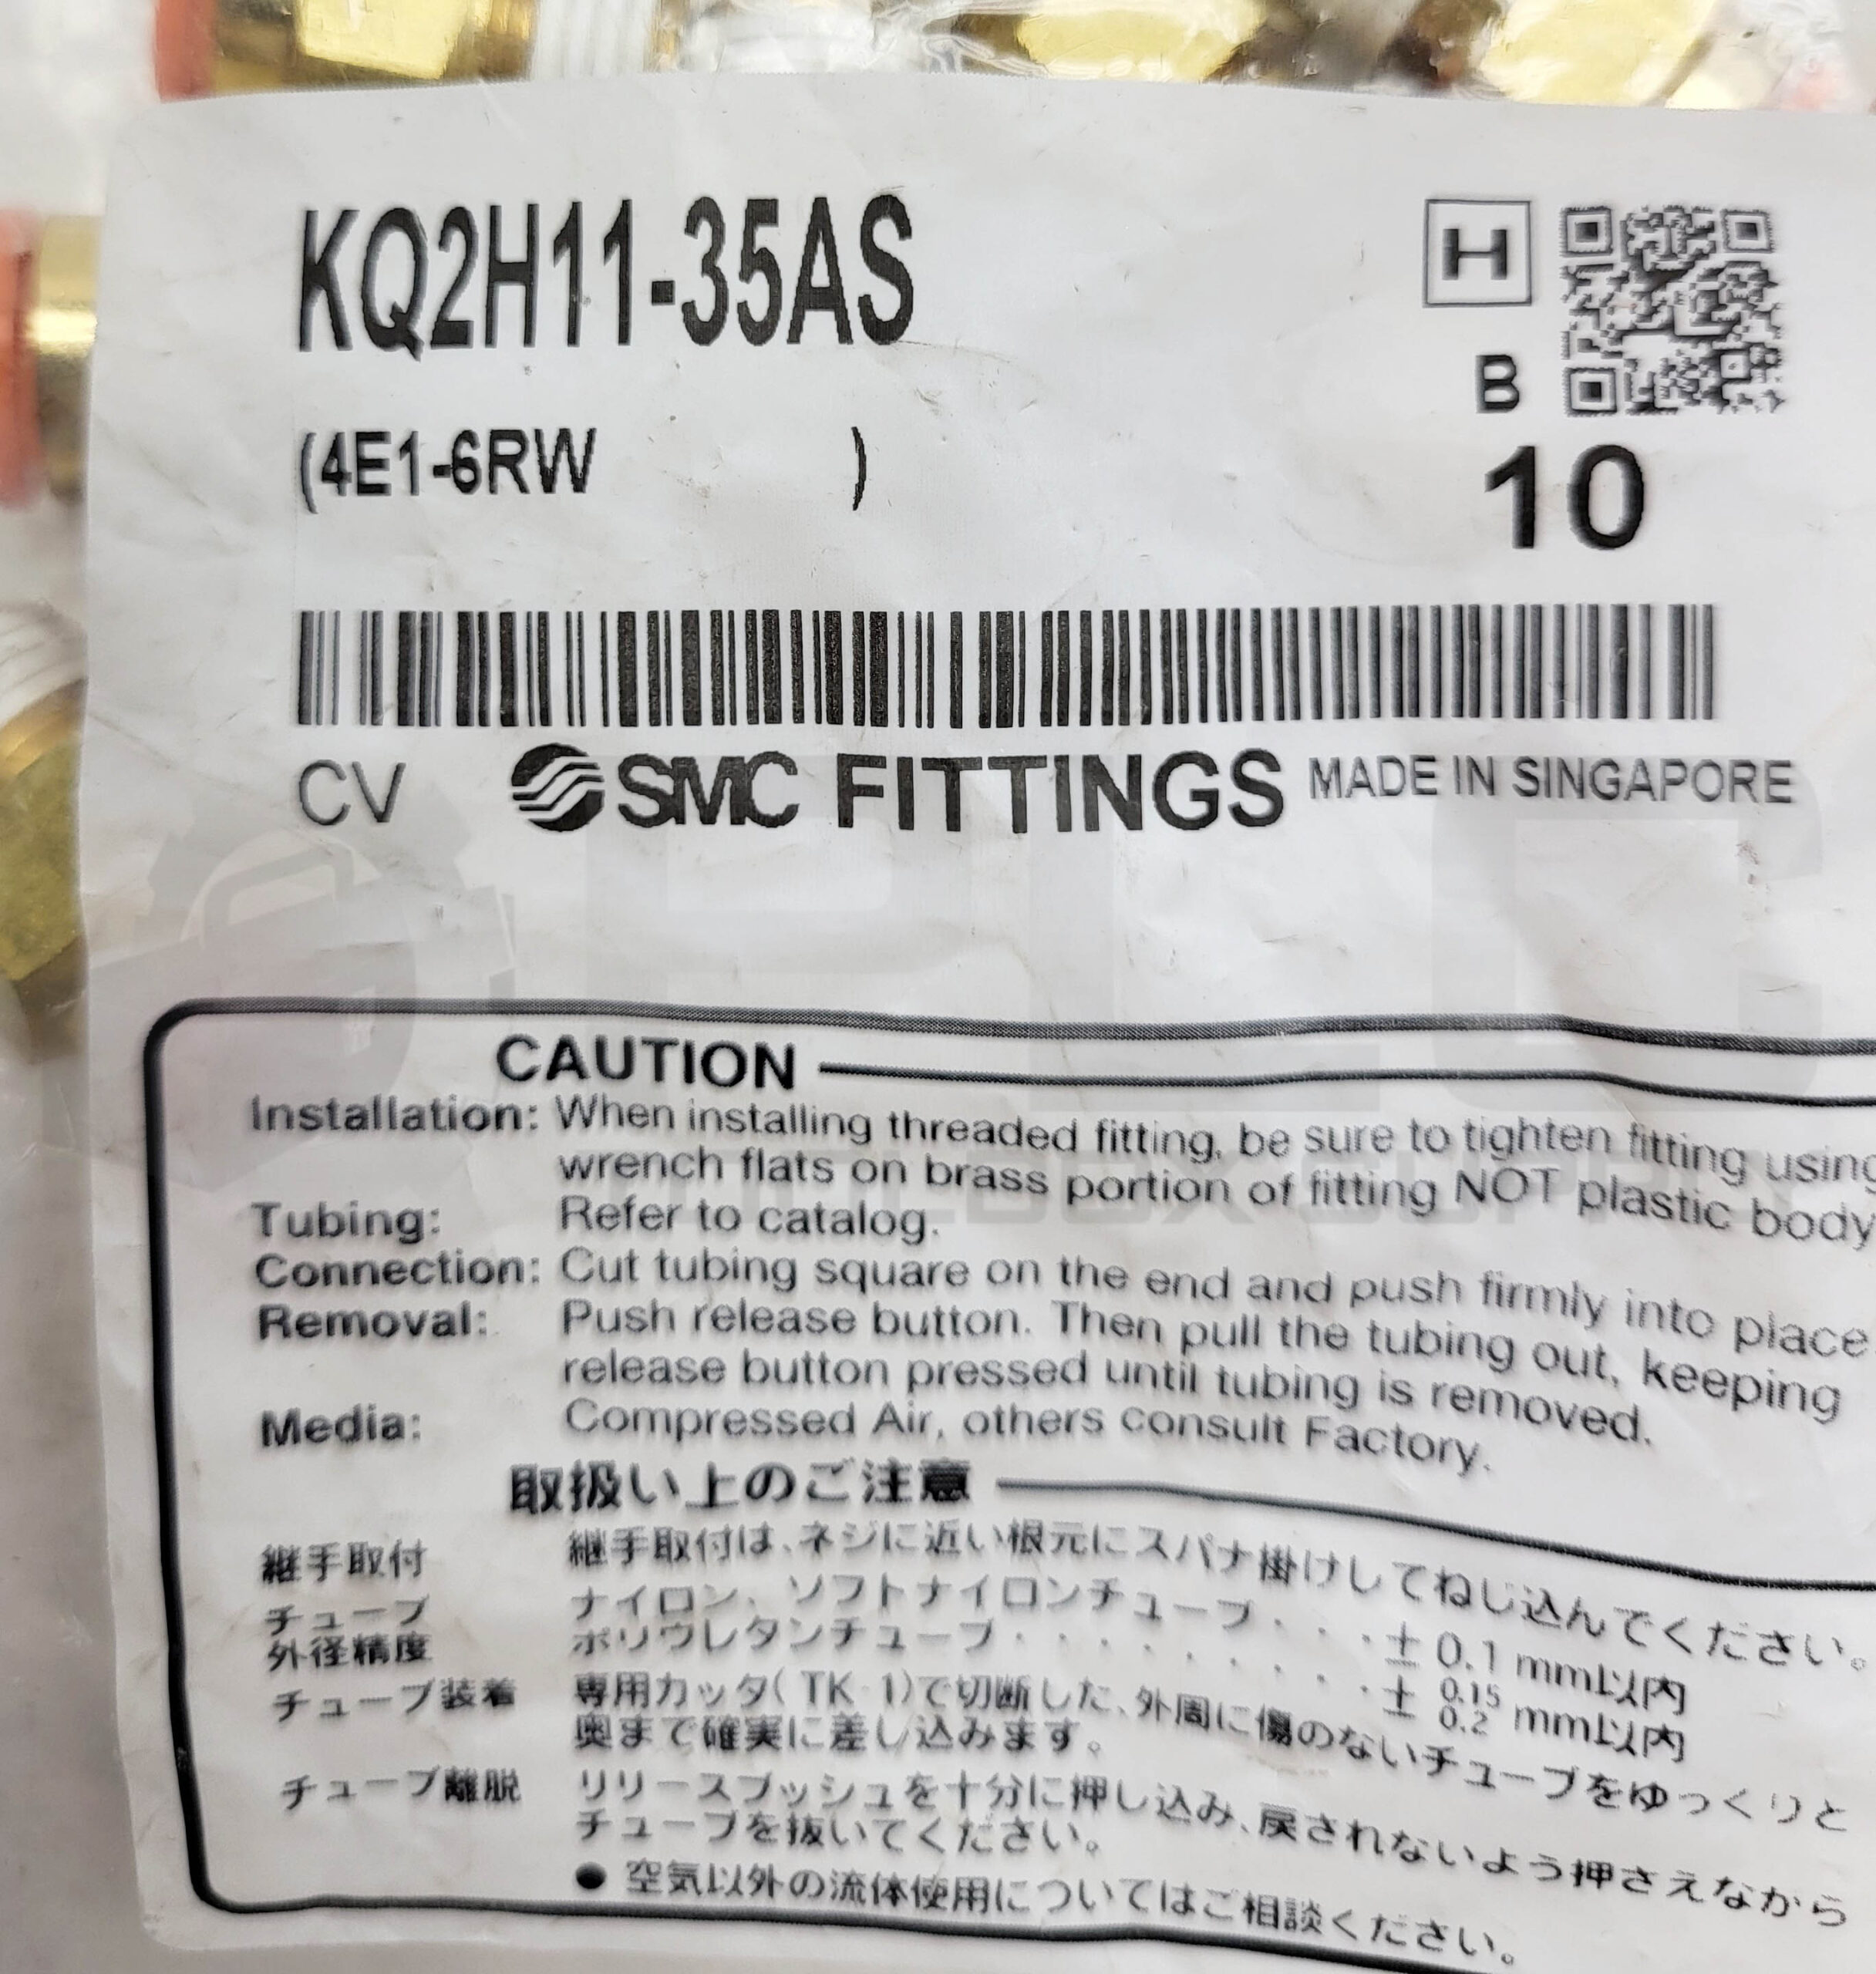 KQ2H11-35AS
H
B
(4E1-6RW )
10
CV SMC FITTINGS MADE IN SINGAPORE
CAUTION
Installation: When installing threaded fitting, be sure to tighten fitting using
wrench flats on brass portion of fitting NOT plastic body
Tubing: Refer to catalog.
Connection: Cut tubing square on the end and push firmly into place
Removal: Push release button. Then pull the tubing out, keeping
release button pressed until tubing is removed.
Media: Compressed Air, others consult Factory.
取扱い上のご注意
継手取付 継手取付は、ネジに近い根元にスパナ掛けしてねじ込んでください。
チューブ ナイロン、ソフトナイロンチューブ・・・± 0.1 mm以内
外径精度 ポリウレタンチューブ・・・・・・・・・± 0.15 0.2 mm以内
チューブ装着 専用カッタ(TK-1)で切断した、外周に傷のないチューブをゆっくりと
奥まで確実に差し込みます。
チューブ離脱 リリースブッシュを十分に押し込み、戻されないよう押さえながら
チューブを抜いてください。
● 空気以外の流体使用についてはご相談ください。